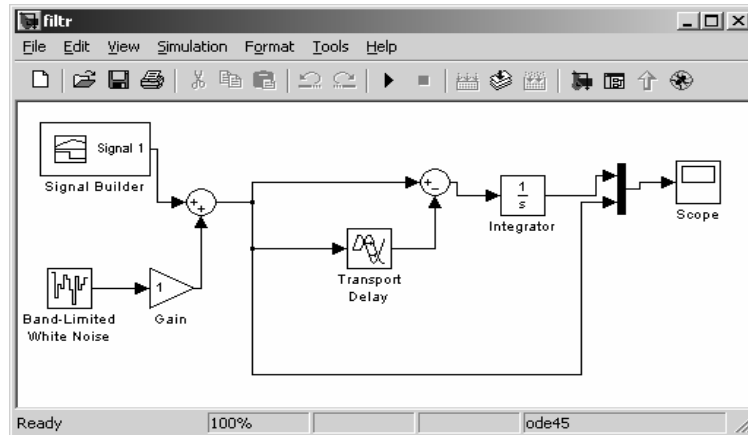 filtr
File Edit View Simulation Format Tools Help
Signal 1
Signal Builder
+
+
+
−
1
s
Integrator
Scope
Transport
Delay
1
Gain
Band-Limited
White Noise
Ready 100% ode45